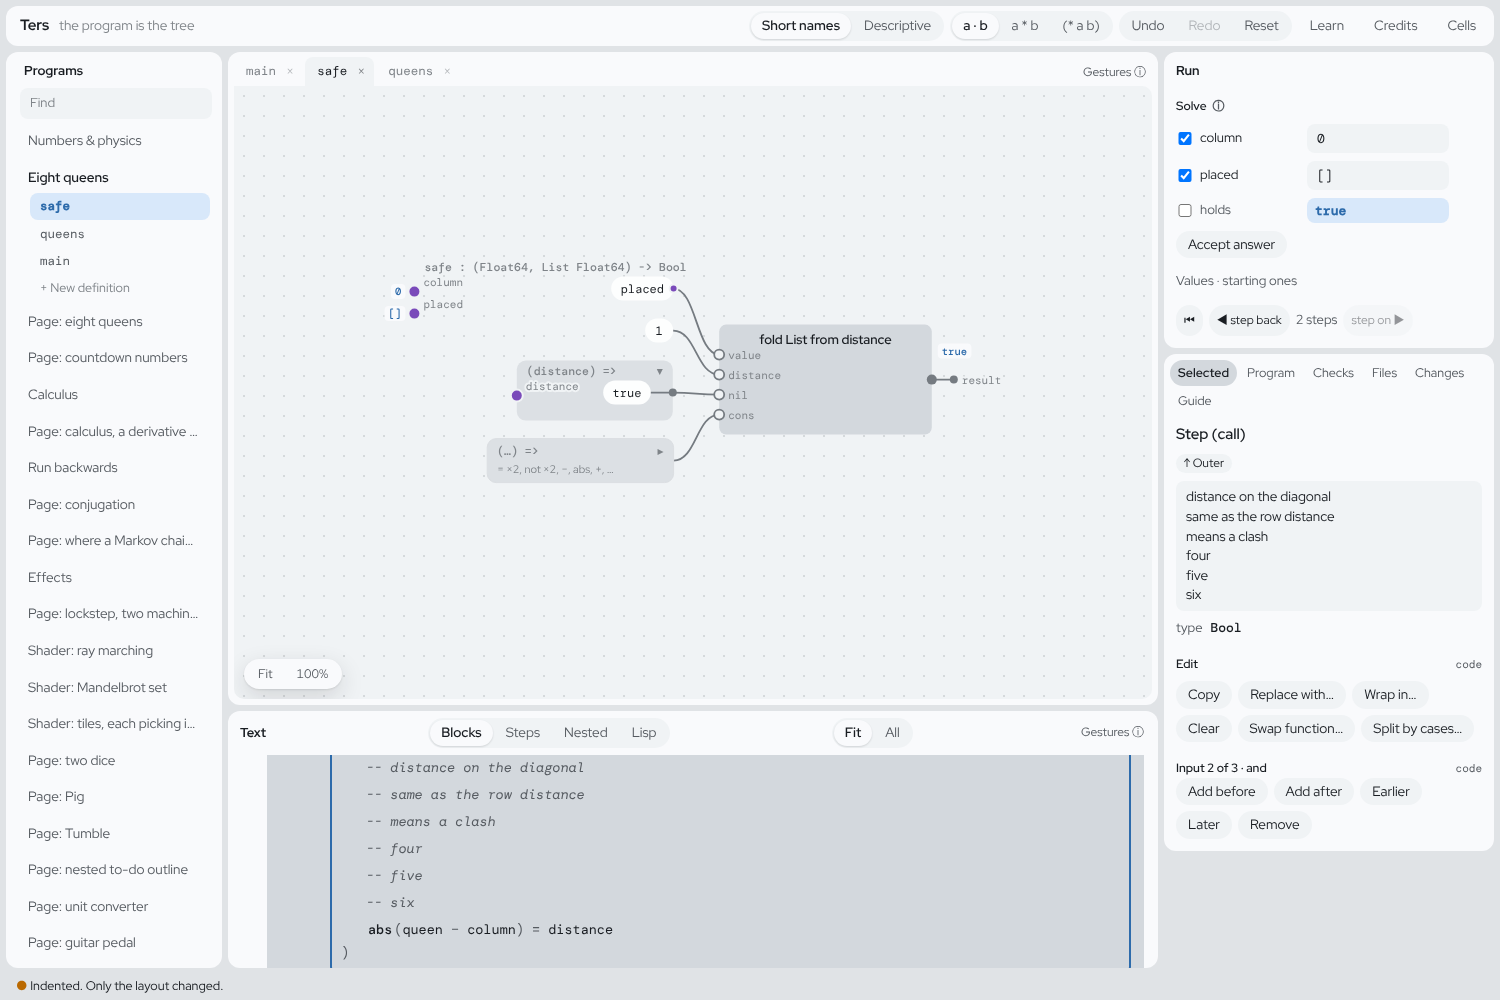 Ters the program is the tree
Short names Descriptive a · b a * b (* a b) Undo Redo Reset Learn Credits Cells
Programs
Find
Numbers & physics
Eight queens
safe
queens
main
+ New definition
Page: eight queens
Page: countdown numbers
Calculus
Page: calculus, a derivative ...
Run backwards
Page: conjugation
Page: where a Markov chai...
Effects
Page: lockstep, two machin...
Shader: ray marching
Shader: Mandelbrot set
Shader: tiles, each picking i...
Page: two dice
Page: Pig
Page: Tumble
Page: nested to-do outline
Page: unit converter
Page: guitar pedal
main × safe × queens ×
Gestures ⓘ
safe : (Float64, List Float64) -> Bool
0 column
[] placed
placed
1
(distance) => ▼
distance
true
(…) => ▶
= ×2, not ×2, −, abs, +, …
fold List from distance
value
distance
nil
cons
true
result
Fit 100%
Text
Blocks Steps Nested Lisp
Fit All
Gestures ⓘ
-- distance on the diagonal
-- same as the row distance
-- means a clash
-- four
-- five
-- six
abs(queen − column) = distance
)
Run
Solve ⓘ
column 0
placed []
holds true
Accept answer
Values · starting ones
⏮ ◀ step back 2 steps step on ▶
Selected Program Checks Files Changes
Guide
Step (call)
↑ Outer
distance on the diagonal
same as the row distance
means a clash
four
five
six
type Bool
Edit code
Copy Replace with... Wrap in...
Clear Swap function... Split by cases...
Input 2 of 3 · and code
Add before Add after Earlier
Later Remove
Indented. Only the layout changed.